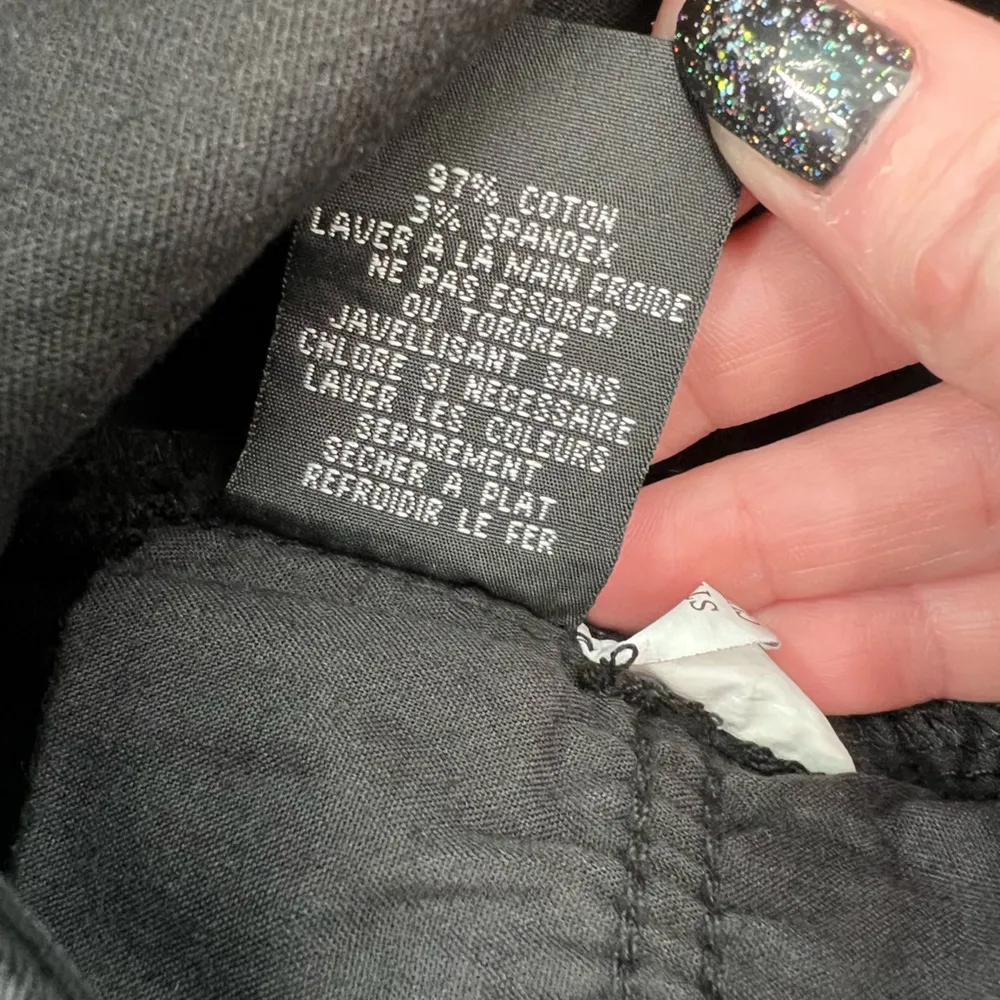 97% COTON
3% SPANDEX
LAVER A LA MAIN FROIDE
NE PAS ESSORER
OU TORDRE
JAVELLISANT SANS
CHLORE SI NECESSAIRE
LAVER LES COULEURS
SEPAREMENT
SECHER A PLAT
REFROIDIR LE FER